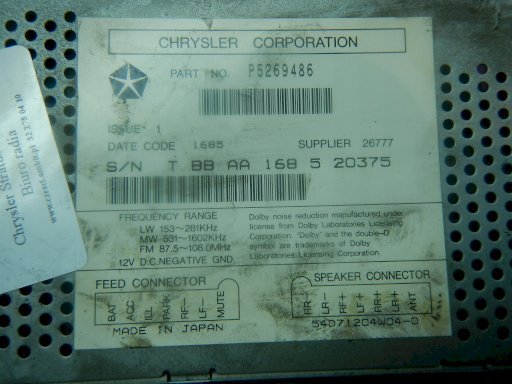 CHRYSLER CORPORATION
PART NO. P5269486
ISSUE 1
DATE CODE 1685 SUPPLIER 26777
S/N T BB AA 168 5 20375
FREQUENCY RANGE
LW 153~281KHz
MW 531~1602KHz
FM 87.5~108.0MHz
12V D.C.NEGATIVE GND.
Dolby noise reduction manufactured under
license from Dolby Laboratories Licensing
Corporation. "Dolby" and the double-D
symbol are trademarks of Dolby
Laboratories Licensing Corporation.
FEED CONNECTOR
BAT ACC ILL PARK RF- LF- MUTE
MADE IN JAPAN
SPEAKER CONNECTOR
RR- LR- RF+ LF+ RR+ LR+ ANT
54D71204W04-0
Chrysler
Biuro radia